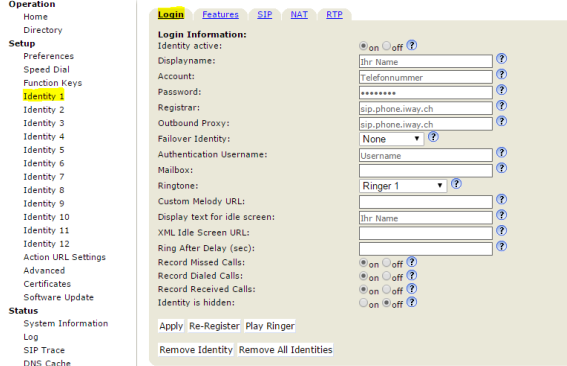 Operation
Home
Directory
Setup
Preferences
Speed Dial
Function Keys
Identity 1
Identity 2
Identity 3
Identity 4
Identity 5
Identity 6
Identity 7
Identity 8
Identity 9
Identity 10
Identity 11
Identity 12
Action URL Settings
Advanced
Certificates
Software Update
Status
System Information
Log
SIP Trace
DNS Cache
Login Features SIP NAT RTP
Login Information:
Identity active: on off ?
Displayname: Ihr Name ?
Account: Telefonnummer ?
Password: •••••••• ?
Registrar: sip.phone.iway.ch ?
Outbound Proxy: sip.phone.iway.ch ?
Failover Identity: None ?
Authentication Username: Username ?
Mailbox: ?
Ringtone: Ringer 1 ?
Custom Melody URL: ?
Display text for idle screen: Ihr Name ?
XML Idle Screen URL: ?
Ring After Delay (sec): ?
Record Missed Calls: on off ?
Record Dialed Calls: on off ?
Record Received Calls: on off ?
Identity is hidden: on off ?
Apply Re-Register Play Ringer
Remove Identity Remove All Identities